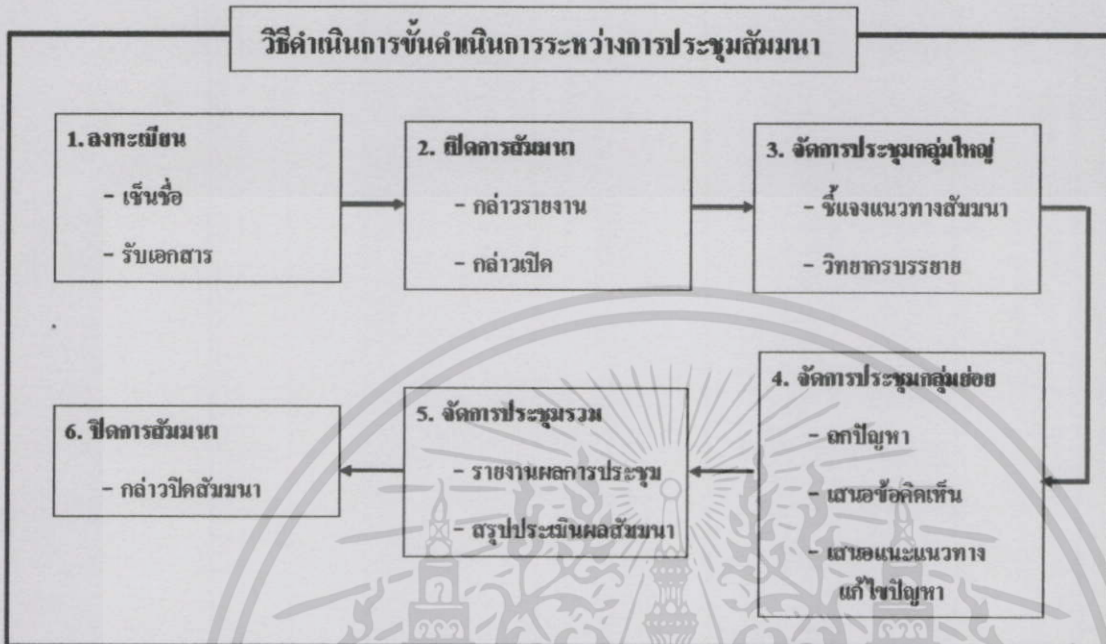 วิธีดำเนินการขั้นดำเนินการระหว่างการประชุมสัมมนา
1. ลงทะเบียน
- เซ็นชื่อ
- รับเอกสาร
2. เปิดการสัมมนา
- กล่าวรายงาน
- กล่าวเปิด
3. จัดการประชุมกลุ่มใหญ่
- ชี้แจงแนวทางสัมมนา
- วิทยากรบรรยาย
4. จัดการประชุมกลุ่มย่อย
- ถกปัญหา
- เสนอข้อคิดเห็น
- เสนอแนะแนวทาง
แก้ไขปัญหา
5. จัดการประชุมรวม
- รายงานผลการประชุม
- สรุปประเมินผลสัมมนา
6. ปิดการสัมมนา
- กล่าวปิดสัมมนา